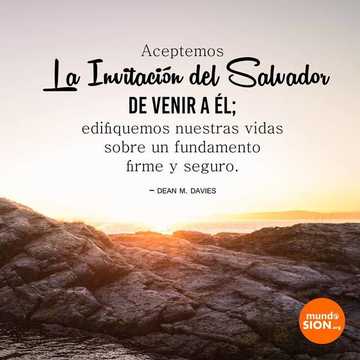 Aceptemos
La Invitación del Salvador
DE VENIR A ÉL;
edifiquemos nuestras vidas
sobre un fundamento
firme y seguro.
~ DEAN M. DAVIES
mundo
SION.org